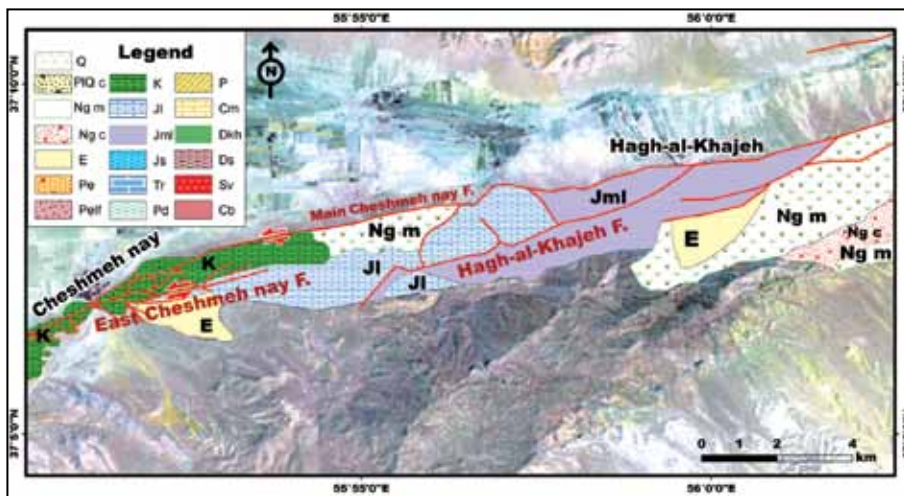 55°55'0"E
56°0'0"E
37°10'0"N
Legend
Q
PlQ c
K
P
Ng m
Jl
Cm
Ng c
Jml
Dkh
E
Js
Ds
Pe
Tr
Sv
Pelf
Pd
Cb
N
Hagh-al-Khajeh
Jml
Main Cheshmeh nay F.
Ng m
Ng m
Hagh-al-Khajeh F.
E
Ng c
Ng m
Cheshmeh nay
K
Jl
Jl
East Cheshmeh nay F.
E
K
37°5'0"N
0 1 2 4
km
55°55'0"E
56°0'0"E